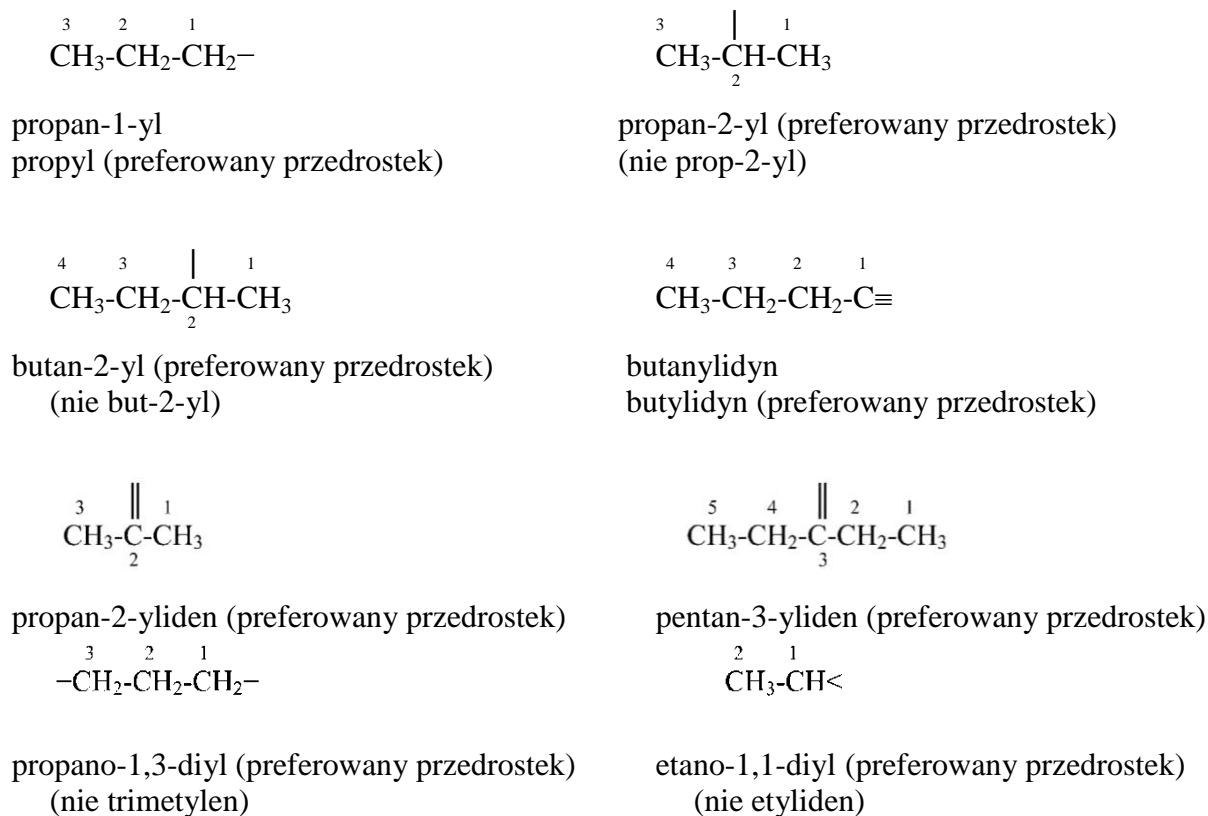 3 2 1
CH₃-CH₂-CH₂−
3 | 1
CH₃-CH-CH₃
2
propan-1-yl
propyl (preferowany przedrostek)
propan-2-yl (preferowany przedrostek)
(nie prop-2-yl)
4 3 | 1
CH₃-CH₂-CH-CH₃
2
4 3 2 1
CH₃-CH₂-CH₂-C≡
butan-2-yl (preferowany przedrostek)
(nie but-2-yl)
butanylidyn
butylidyn (preferowany przedrostek)
3 ‖ 1
CH₃-C-CH₃
2
5 4 ‖ 2 1
CH₃-CH₂-C-CH₂-CH₃
3
propan-2-yliden (preferowany przedrostek)
pentan-3-yliden (preferowany przedrostek)
3 2 1
−CH₂-CH₂-CH₂−
2 1
CH₃-CH<
propano-1,3-diyl (preferowany przedrostek)
(nie trimetylen)
etano-1,1-diyl (preferowany przedrostek)
(nie etyliden)